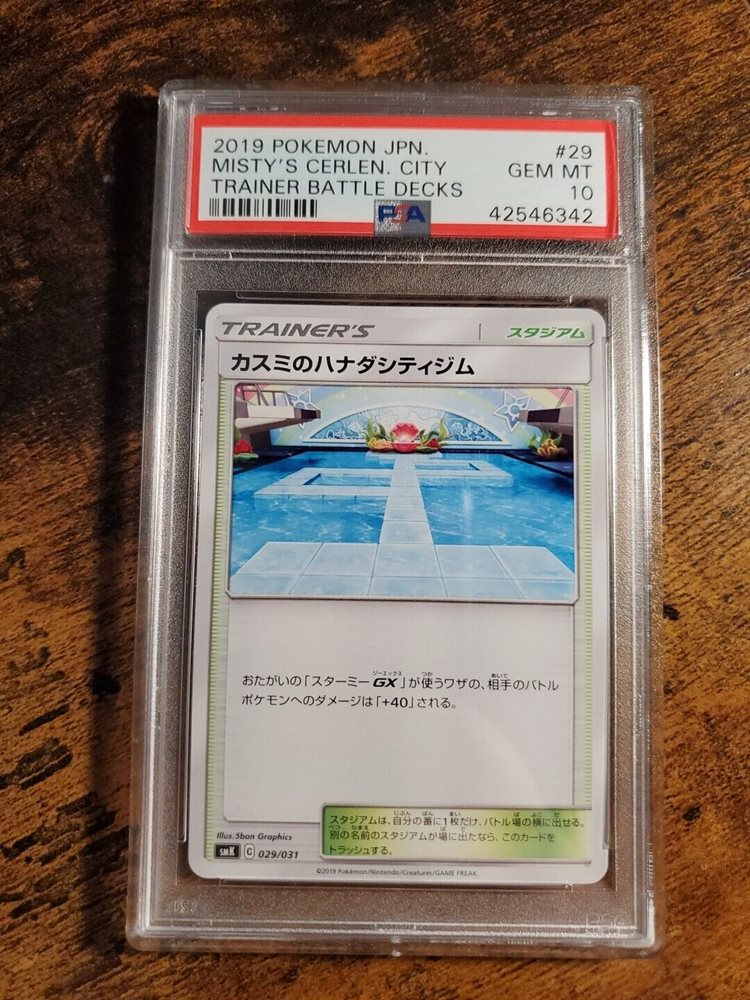 2019 POKEMON JPN.
#29
MISTY'S CERLEN. CITY
GEM MT
TRAINER BATTLE DECKS
10
PSA
42546342
TRAINER'S
スタジアム
カスミのハナダシティジム
おたがいの「スターミーGX」が使うワザの、相手のバトル
ポケモンへのダメージは「+40」される。
スタジアムは、自分の番に1枚だけ、バトル場の横に出せる。
別の名前のスタジアムが場に出たなら、このカードを
トラッシュする。
Illus. 5ban Graphics
smK C 029/031
©2019 Pokémon/Nintendo/Creatures/GAME FREAK.